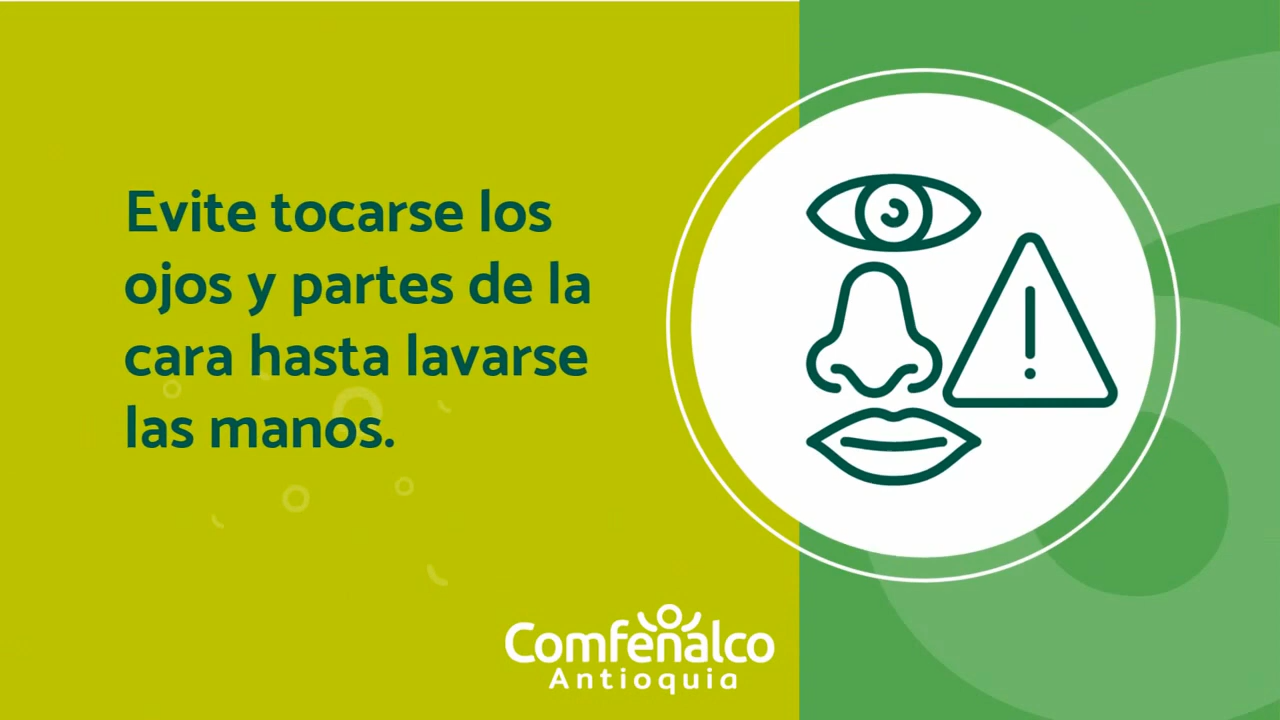 Evite tocarse los
ojos y partes de la
cara hasta lavarse
las manos.
Comfenalco
Antioquia